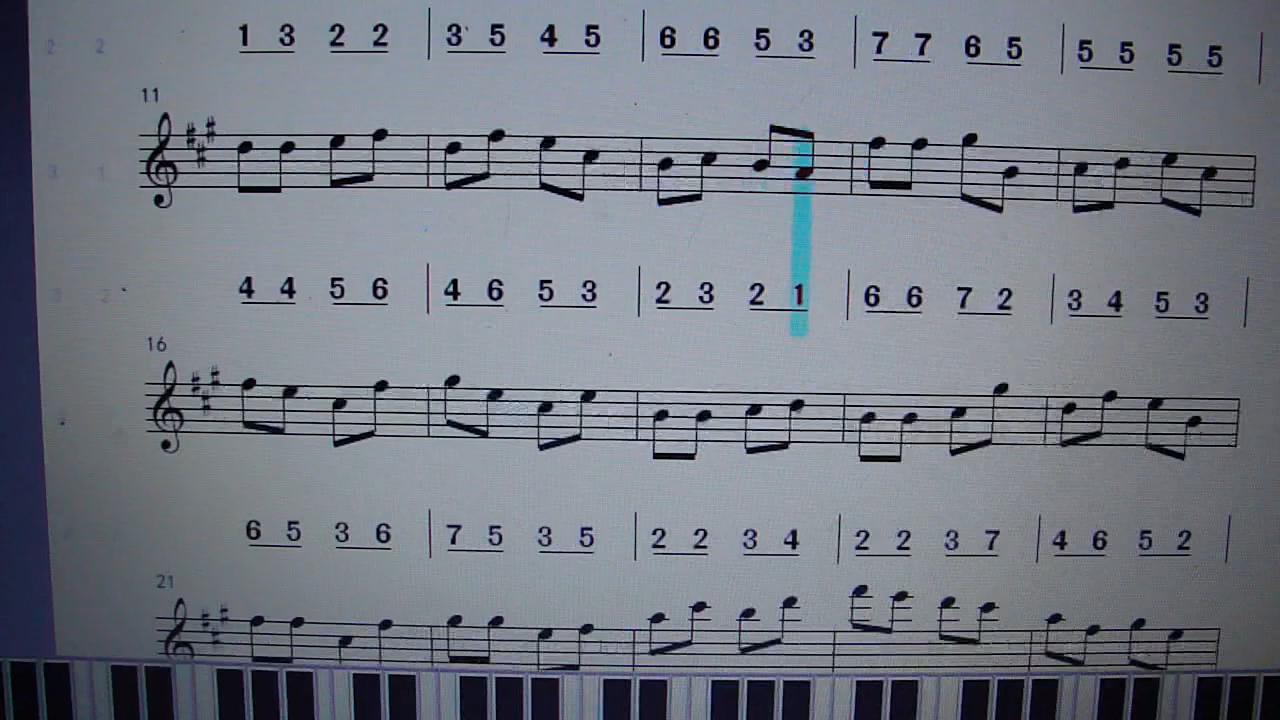 1 3 2 2 | 3 5 4 5 | 6 6 5 3 | 7 7 6 5 | 5 5 5 5 |
11
4 4 5 6 | 4 6 5 3 | 2 3 2 1 | 6 6 7 2 | 3 4 5 3 |
16
6 5 3 6 | 7 5 3 5 | 2 2 3 4 | 2 2 3 7 | 4 6 5 2 |
21